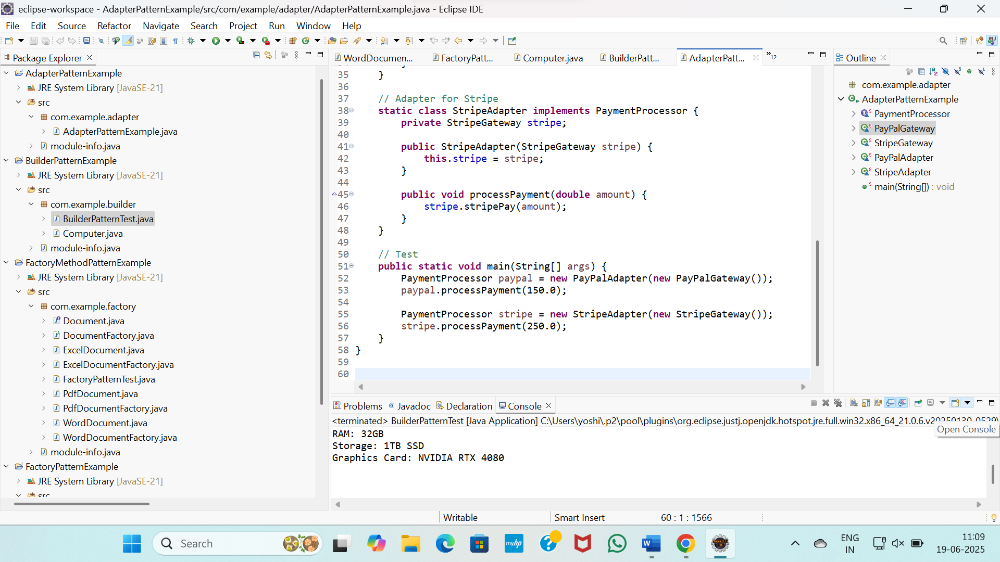 eclipse-workspace - AdapterPatternExample/src/com/example/adapter/AdapterPatternExample.java - Eclipse IDE
File Edit Source Refactor Navigate Search Project Run Window Help
Package Explorer
AdapterPatternExample
JRE System Library [JavaSE-21]
src
com.example.adapter
AdapterPatternExample.java
module-info.java
BuilderPatternExample
JRE System Library [JavaSE-21]
src
com.example.builder
BuilderPatternTest.java
Computer.java
module-info.java
FactoryMethodPatternExample
JRE System Library [JavaSE-21]
src
com.example.factory
Document.java
DocumentFactory.java
ExcelDocument.java
ExcelDocumentFactory.java
FactoryPatternTest.java
PdfDocument.java
PdfDocumentFactory.java
WordDocument.java
WordDocumentFactory.java
module-info.java
FactoryPatternExample
JRE System Library [JavaSE-21]
src
WordDocumen... FactoryPatt... Computer.java BuilderPatt... AdapterPatt... »12
35     }
36
37     // Adapter for Stripe
38     static class StripeAdapter implements PaymentProcessor {
39         private StripeGateway stripe;
40
41         public StripeAdapter(StripeGateway stripe) {
42             this.stripe = stripe;
43         }
44
45         public void processPayment(double amount) {
46             stripe.stripePay(amount);
47         }
48     }
49
50     // Test
51     public static void main(String[] args) {
52         PaymentProcessor paypal = new PayPalAdapter(new PayPalGateway());
53         paypal.processPayment(150.0);
54
55         PaymentProcessor stripe = new StripeAdapter(new StripeGateway());
56         stripe.processPayment(250.0);
57     }
58 }
59
60
Outline
com.example.adapter
AdapterPatternExample
PaymentProcessor
PayPalGateway
StripeGateway
PayPalAdapter
StripeAdapter
main(String[]) : void
Problems Javadoc Declaration Console
<terminated> BuilderPatternTest [Java Application] C:\Users\yoshi\.p2\pool\plugins\org.eclipse.justj.openjdk.hotspot.jre.full.win32.x86_64_21.0.6.v20250130-0529\
Open Console
RAM: 32GB
Storage: 1TB SSD
Graphics Card: NVIDIA RTX 4080
Writable Smart Insert 60 : 1 : 1566
Search
myhp
ENG
IN
11:09
19-06-2025